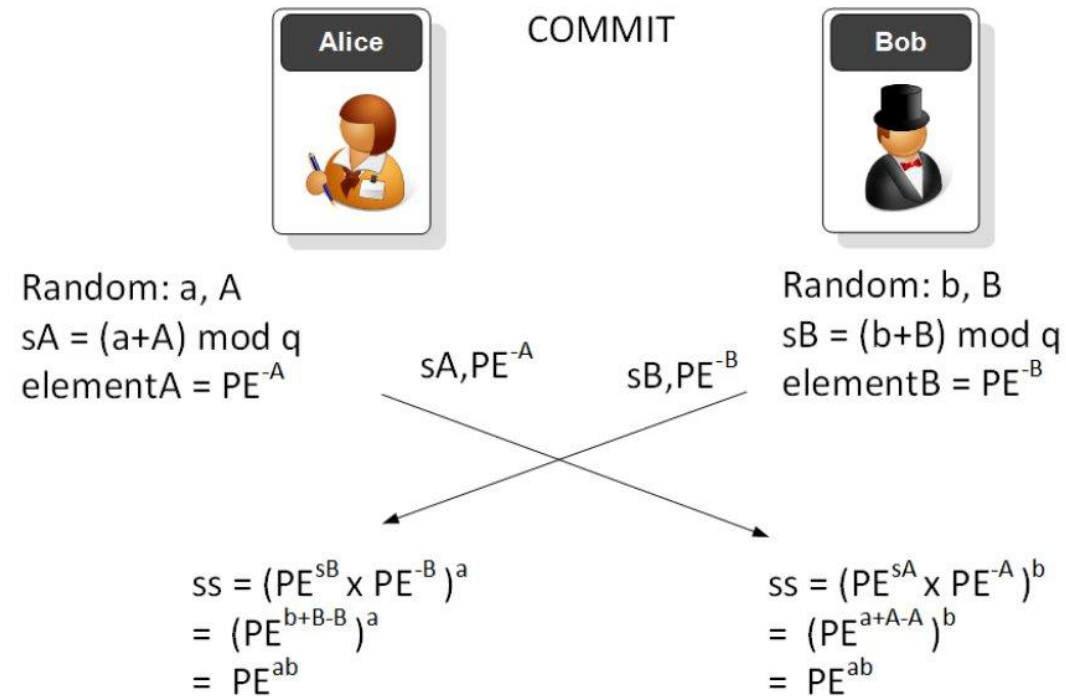 Alice
COMMIT
Bob
Random: a, A
sA = (a+A) mod q
elementA = PE^-A
Random: b, B
sB = (b+B) mod q
elementB = PE^-B
sA,PE^-A
sB,PE^-B
ss = (PE^sB x PE^-B)^a
= (PE^b+B-B)^a
= PE^ab
ss = (PE^sA x PE^-A)^b
= (PE^a+A-A)^b
= PE^ab